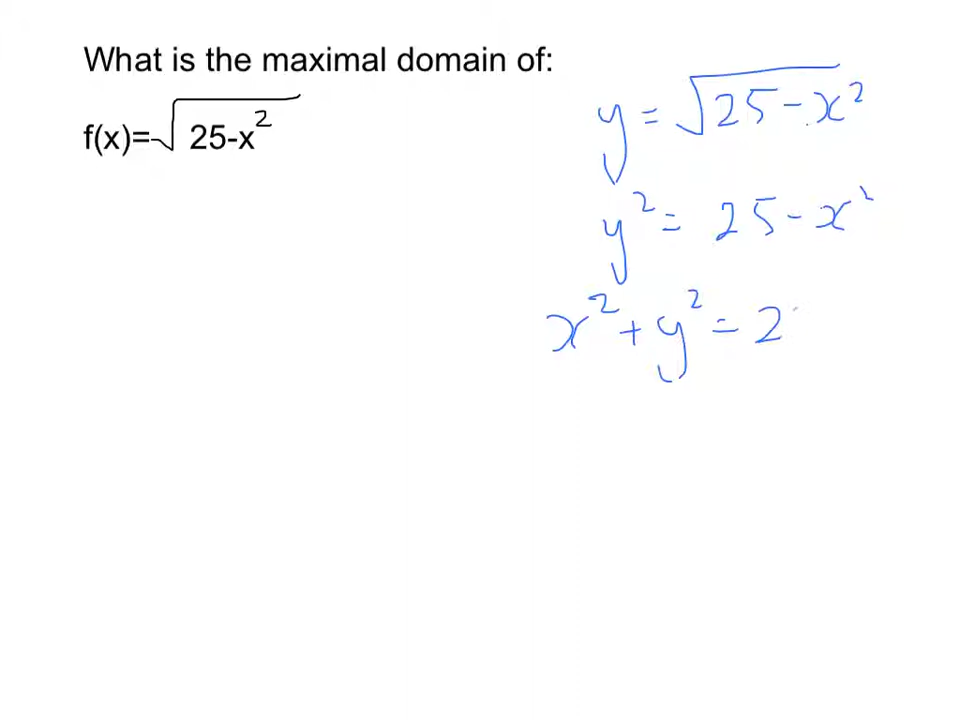 What is the maximal domain of:
f(x)=√25-x²
y = √25-x²
y² = 25-x²
x²+y² = 2